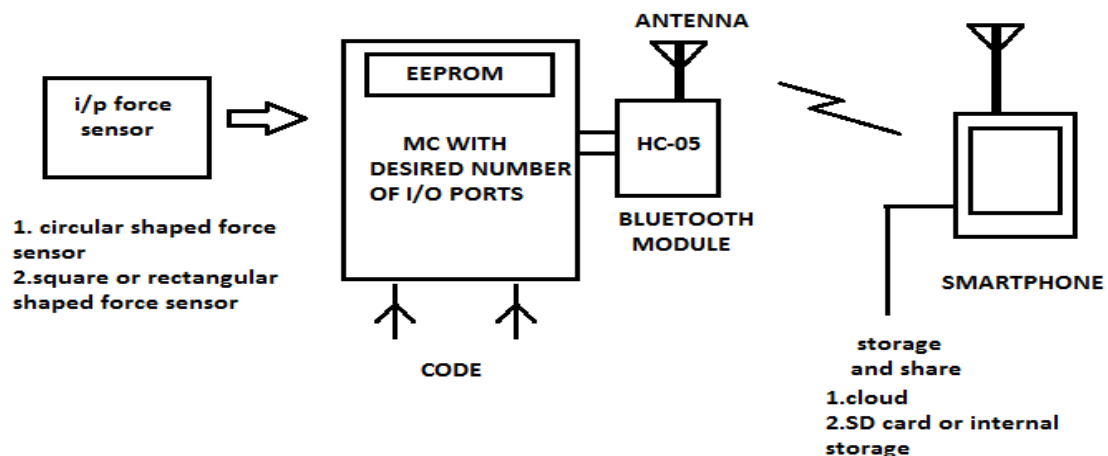 i/p force
sensor
1. circular shaped force
sensor
2.square or rectangular
shaped force sensor
EEPROM
MC WITH
DESIRED NUMBER
OF I/O PORTS
CODE
ANTENNA
HC-05
BLUETOOTH
MODULE
SMARTPHONE
storage
and share
1.cloud
2.SD card or internal
storage